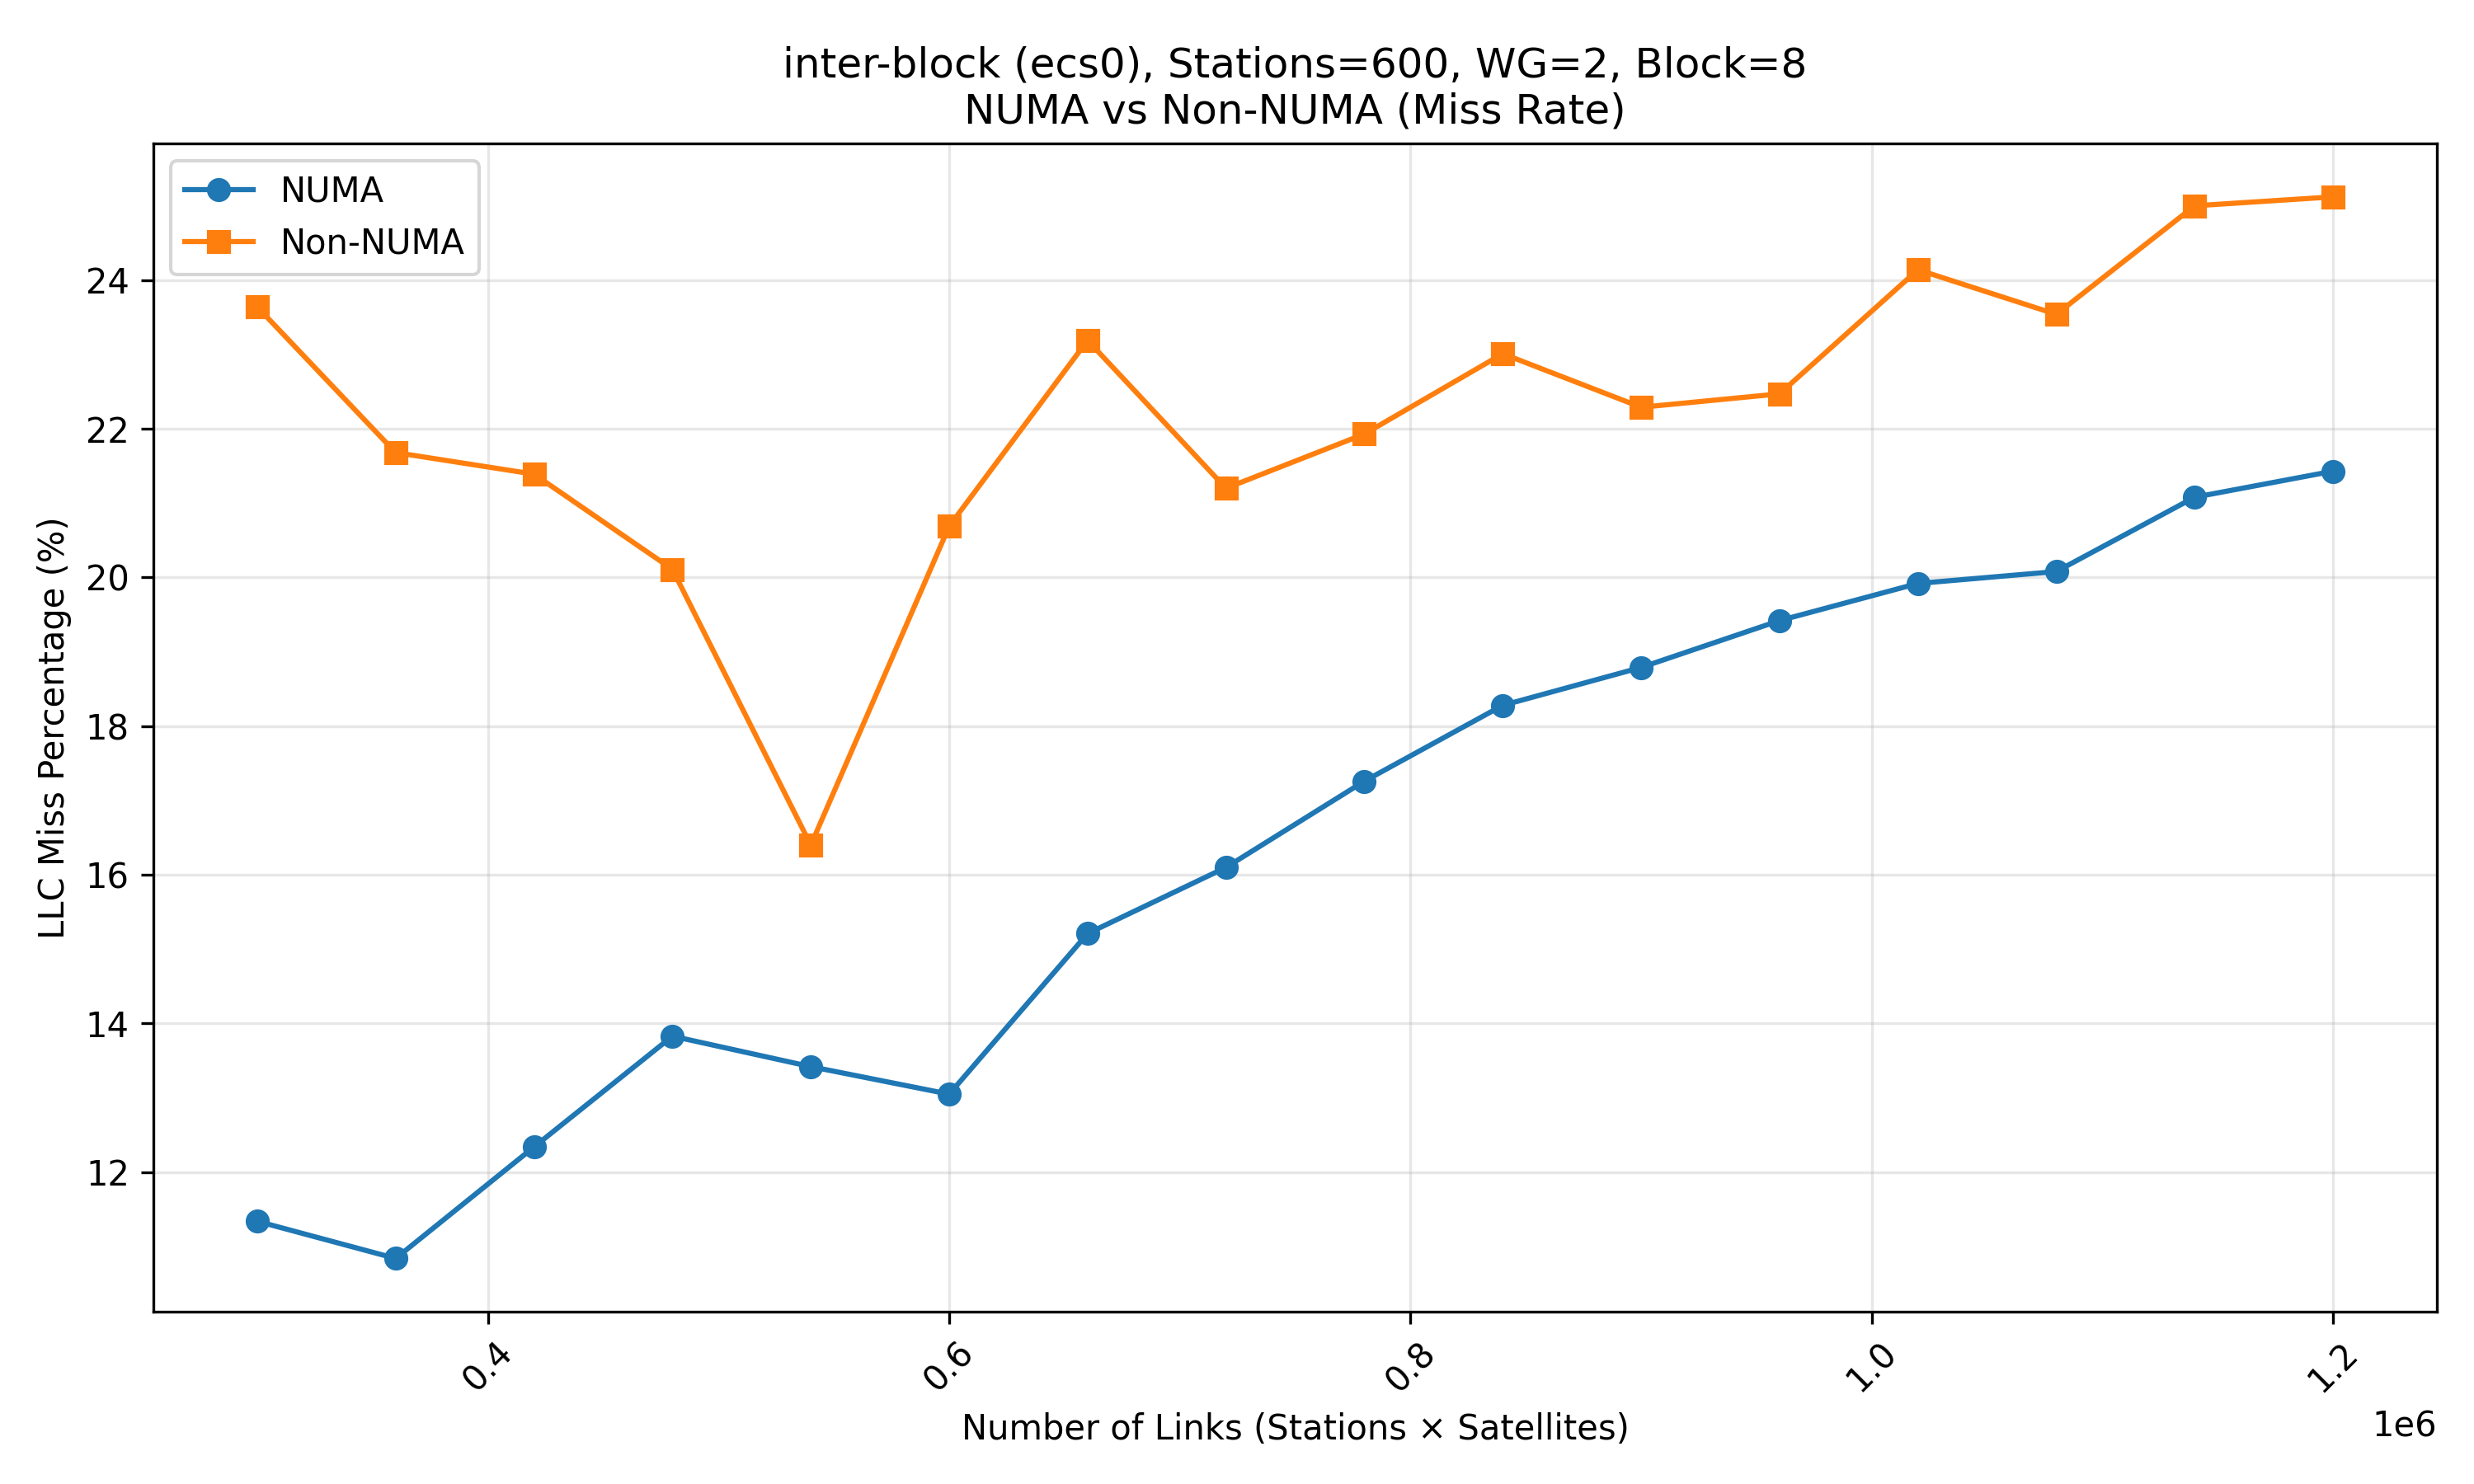 inter-block (ecs0), Stations=600, WG=2, Block=8
NUMA vs Non-NUMA (Miss Rate)
NUMA
Non-NUMA
LLC Miss Percentage (%)
24
22
20
18
16
14
12
0.4
0.6
0.8
1.0
1.2
1e6
Number of Links (Stations × Satellites)